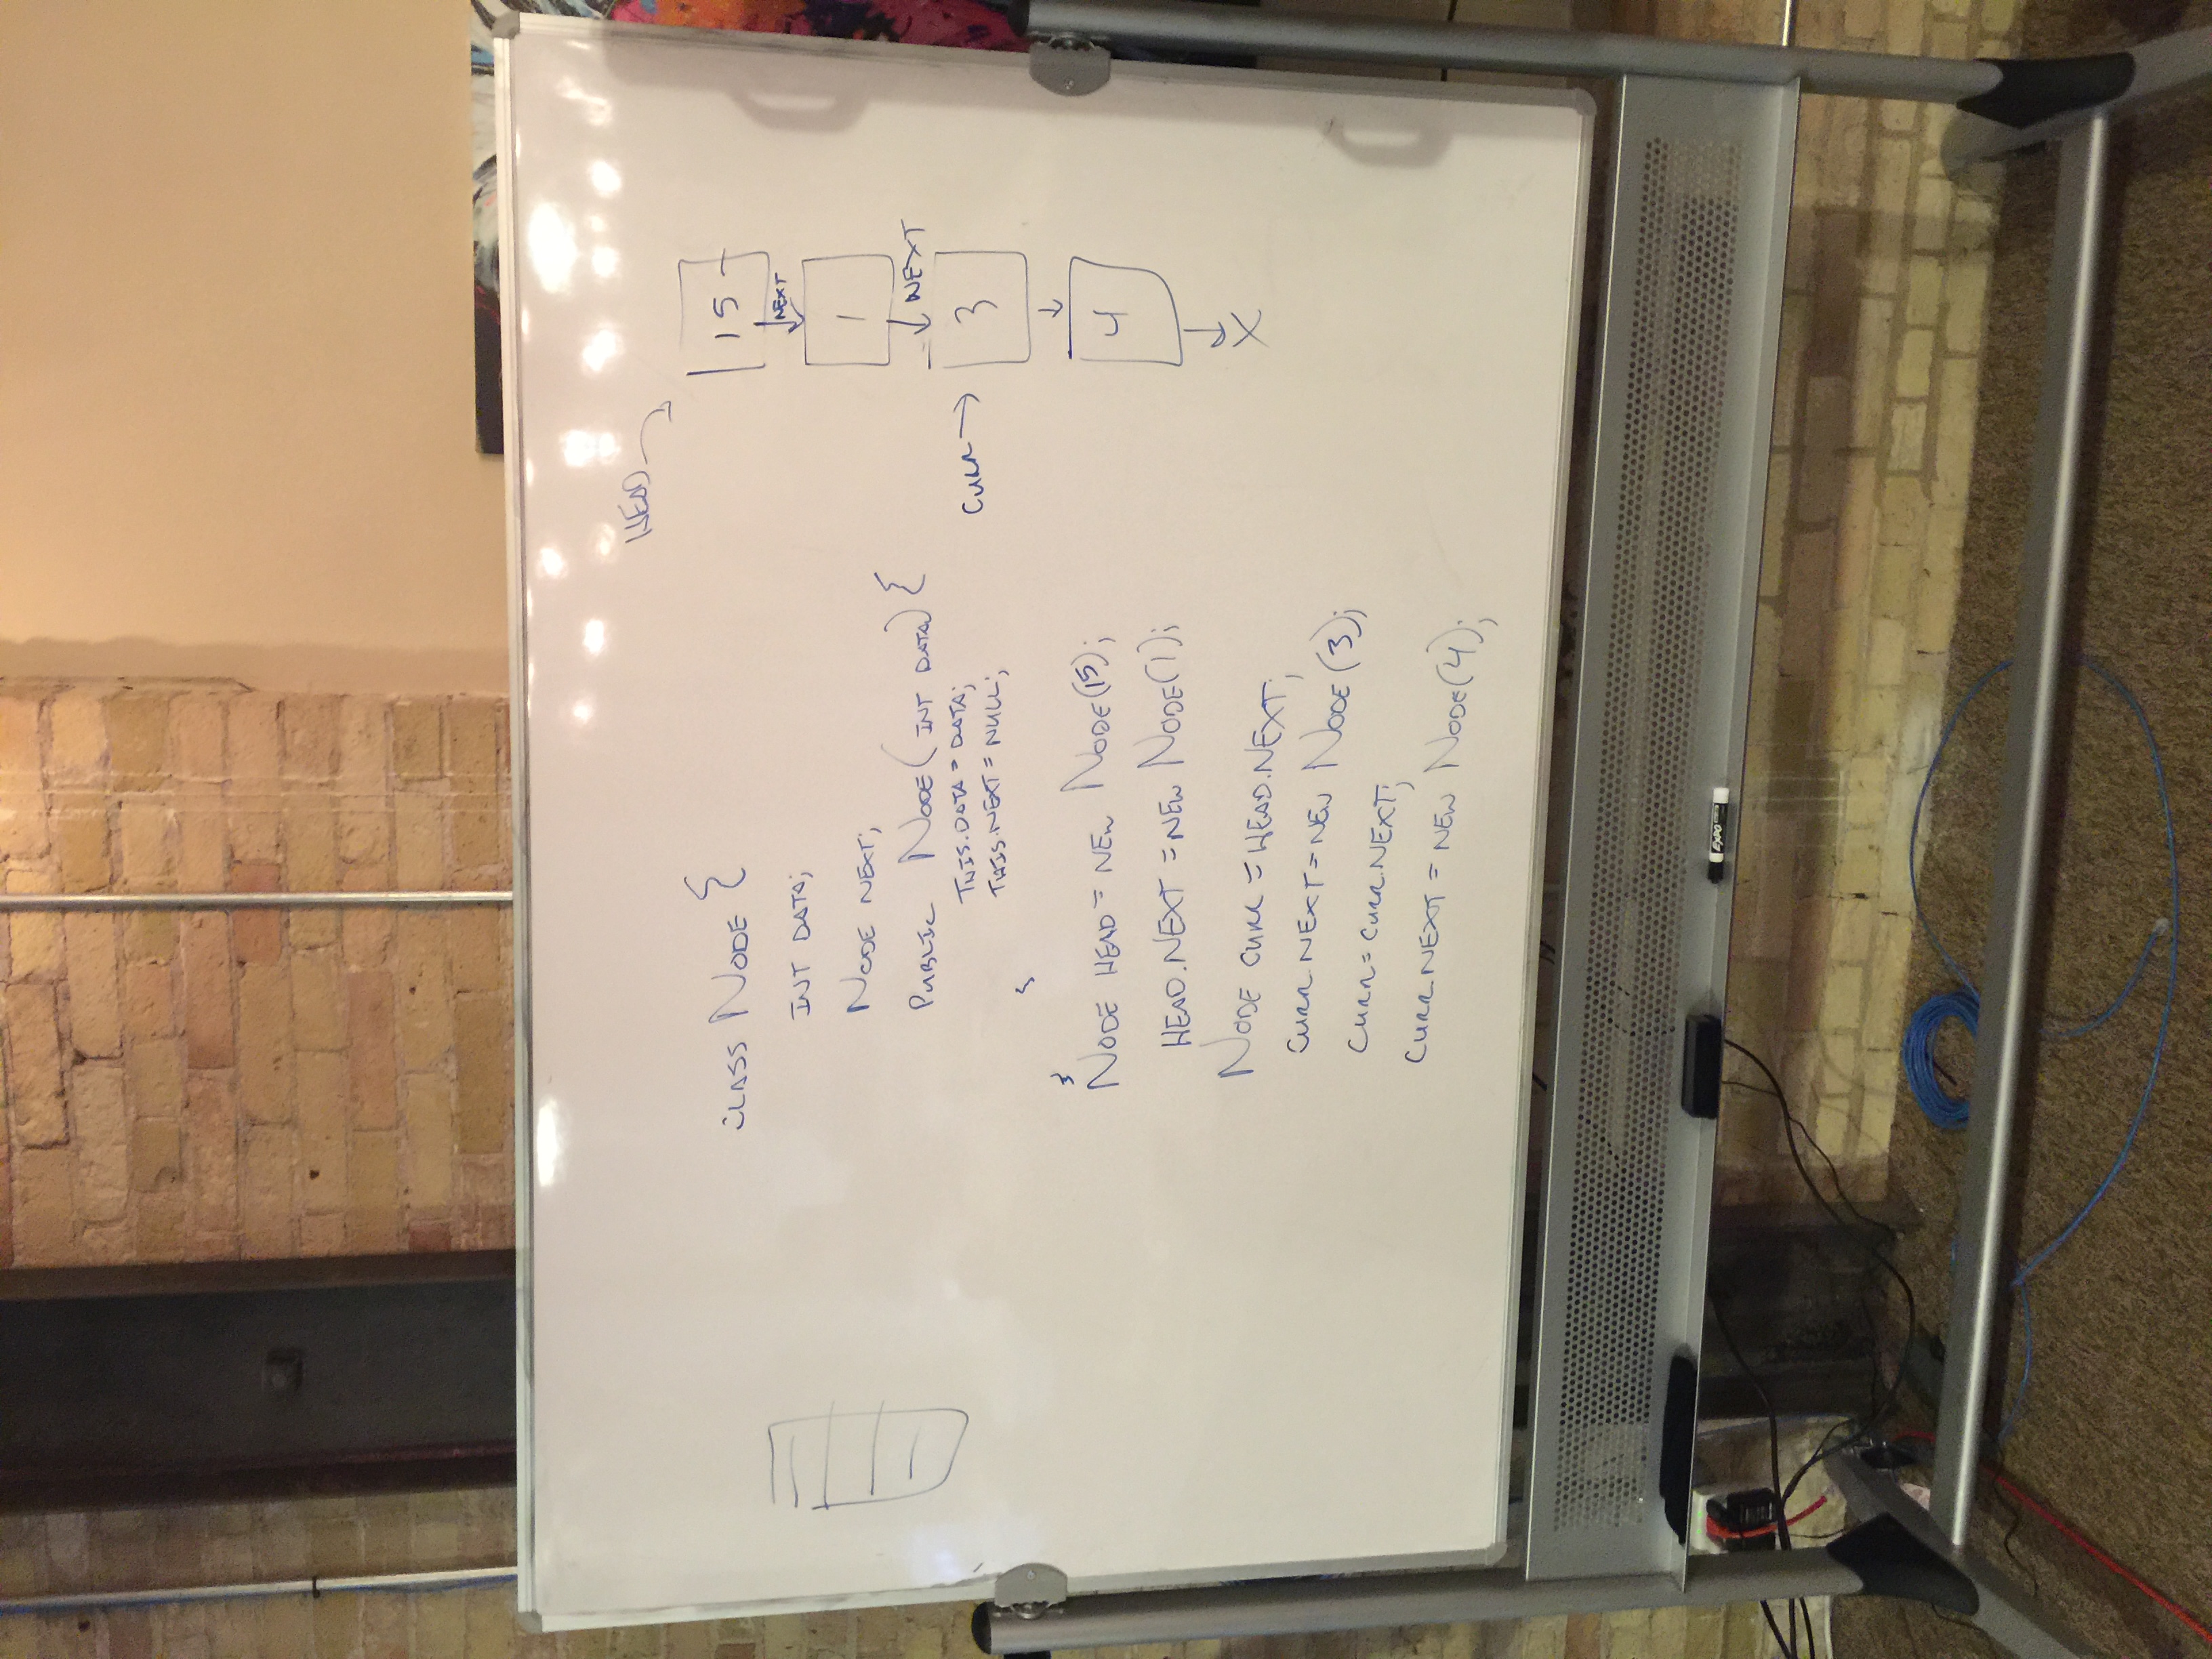 CLASS NODE {
INT DATA;
NODE NEXT;
PUBLIC NODE(INT DATA) {
THIS.DATA = DATA;
THIS.NEXT = NULL;
}
}
NODE HEAD = NEW NODE(15);
HEAD.NEXT = NEW NODE(1);
NODE CURR = HEAD.NEXT;
CURR.NEXT = NEW NODE(3);
CURR = CURR.NEXT;
CURR.NEXT = NEW NODE(4);
HEAD
15
NEXT
1
NEXT
CURR → 3
4
X
EXPO